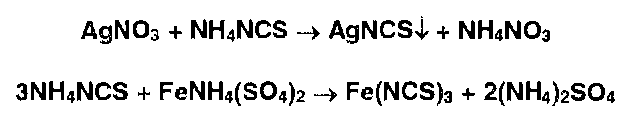 AgNO₃ + NH₄NCS → AgNCS↓ + NH₄NO₃
3NH₄NCS + FeNH₄(SO₄)₂ → Fe(NCS)₃ + 2(NH₄)₂SO₄